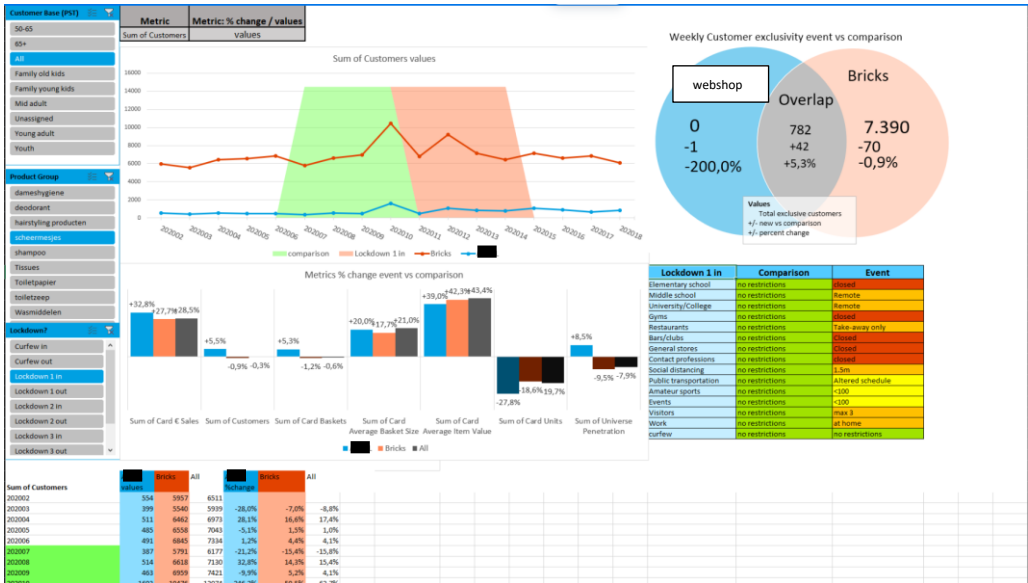 Customer Base (PST)
50-65
65+
All
Family old kids
Family young kids
Mid adult
Unassigned
Young adult
Youth
Product Group
dameshygiene
deodorant
hairstyling producten
scheermesjes
shampoo
Tissues
Toiletpapier
toiletzeep
Wasmiddelen
Lockdown?
Curfew in
Curfew out
Lockdown 1 in
Lockdown 1 out
Lockdown 2 in
Lockdown 2 out
Lockdown 3 in
Lockdown 3 out
Metric Metric: % change / values
Sum of Customers values
Sum of Customers values
16000
14000
12000
10000
8000
6000
4000
2000
0
202002 202003 202004 202005 202006 202007 202008 202009 202010 202011 202012 202013 202014 202015 202016 202017 202018
comparison Lockdown 1 in Bricks
Metrics % change event vs comparison
+32,8% +27,7% +28,5%
+5,5% -0,9% -0,3%
+5,3% -1,2% -0,6%
+20,0% +17,7% +21,0%
+39,0% +42,3% +43,4%
-27,8% -18,6% -19,7%
+8,5% -9,5% -7,9%
Sum of Card € Sales Sum of Customers Sum of Card Baskets Sum of Card Average Basket Size Sum of Card Average Item Value Sum of Card Units Sum of Universe Penetration
Bricks All
Weekly Customer exclusivity event vs comparison
webshop
Overlap
Bricks
0 782 7.390
-1 +42 -70
-200,0% +5,3% -0,9%
Values
Total exclusive customers
+/- new vs comparison
+/- percent change
Lockdown 1 in Comparison Event
Elementary school no restrictions closed
Middle school no restrictions Remote
University/College no restrictions Remote
Gyms no restrictions closed
Restaurants no restrictions Take-away only
Bars/clubs no restrictions Closed
General stores no restrictions Closed
Contact professions no restrictions Closed
Social distancing no restrictions 1.5m
Public transportation no restrictions Altered schedule
Amateur sports no restrictions <100
Events no restrictions <100
Visitors no restrictions max 3
Work no restrictions at home
curfew no restrictions no restrictions
Bricks All Bricks All
Sum of Customers values %change
202002 554 5957 6511
202003 399 5540 5939 -28,0% -7,0% -8,8%
202004 511 6462 6973 28,1% 16,6% 17,4%
202005 485 6558 7043 -5,1% 1,5% 1,0%
202006 491 6845 7334 1,2% 4,4% 4,1%
202007 387 5791 6177 -21,2% -15,4% -15,8%
202008 514 6618 7130 32,8% 14,3% 15,4%
202009 463 6959 7421 -9,9% 5,2% 4,1%